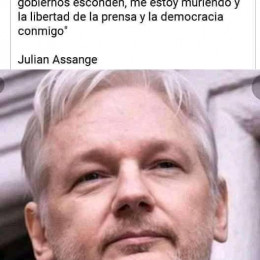 gobiernos esconden, me estoy muriendo y
la libertad de la prensa y la democracia
conmigo"
Julian Assange